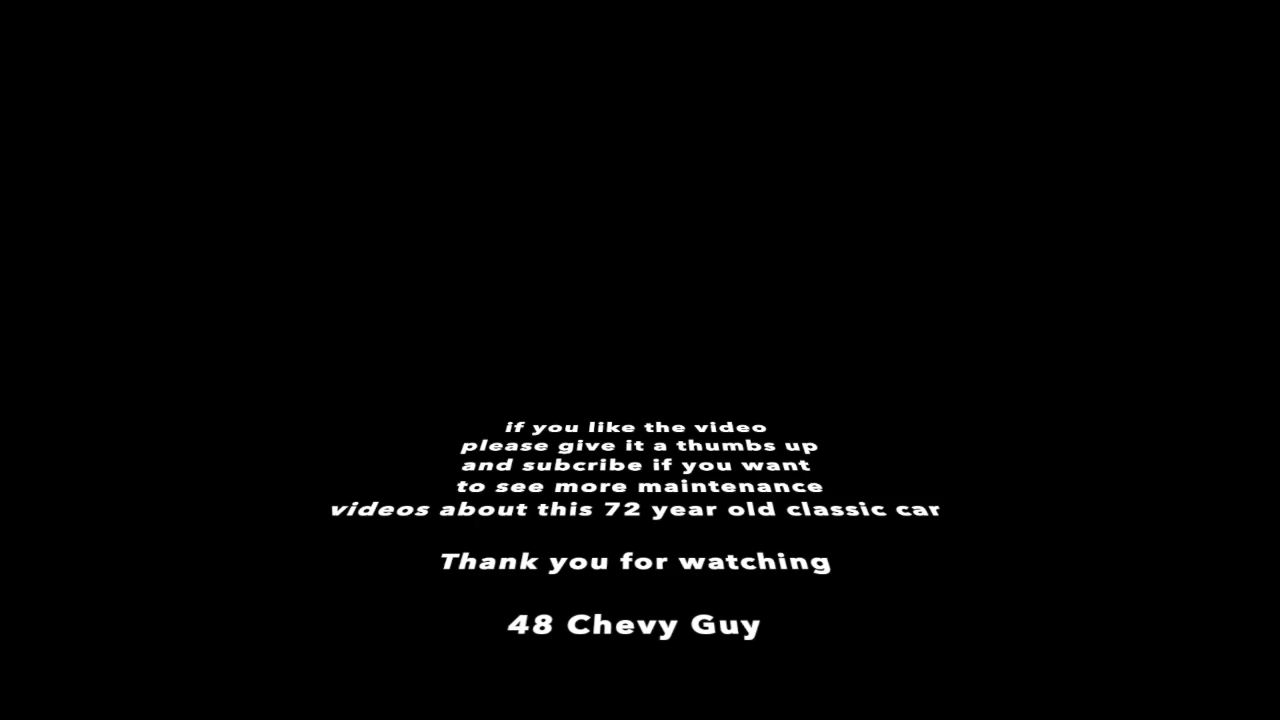 if you like the video
please give it a thumbs up
and subcribe if you want
to see more maintenance
videos about this 72 year old classic car
Thank you for watching
48 Chevy Guy